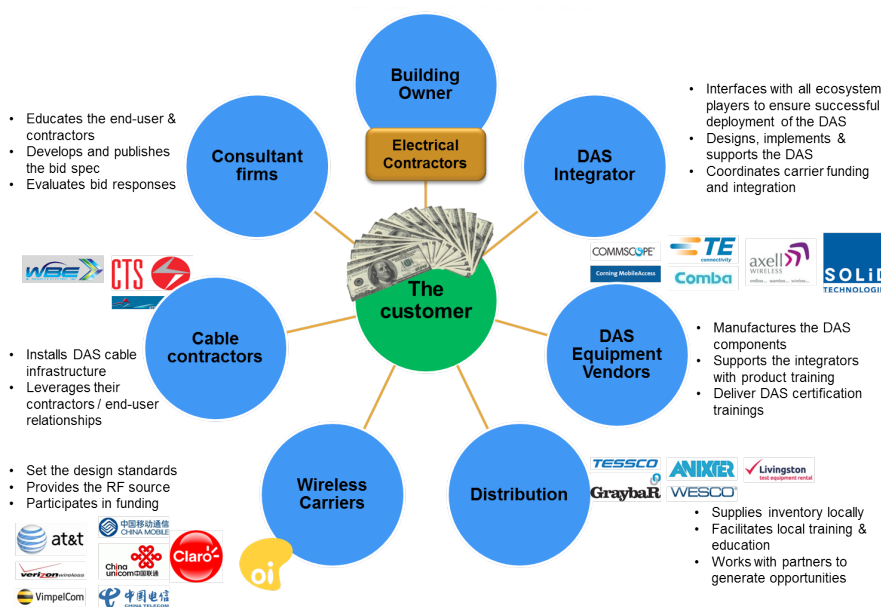 Building
Owner
Electrical
Contractors
• Interfaces with all ecosystem
players to ensure successful
deployment of the DAS
• Designs, implements &
supports the DAS
• Coordinates carrier funding
and integration
DAS
Integrator
• Educates the end-user &
contractors
• Develops and publishes
the bid spec
• Evaluates bid responses
Consultant
firms
The
customer
COMMSCOPE®
TE
connectivity
axell
WIRELESS
SOLiD
TECHNOLOGIE
Corning MobileAccess
Comba
WBE
CTS
Cable
contractors
DAS
Equipment
Vendors
• Manufactures the DAS
components
• Supports the integrators
with product training
• Deliver DAS certification
trainings
• Installs DAS cable
infrastructure
• Leverages their
contractors / end-user
relationships
• Set the design standards
• Provides the RF source
• Participates in funding
Wireless
Carriers
Distribution
TESSCO
ANIXTER
Livingston
test equipment rental
GraybaR
WESCO®
• Supplies inventory locally
• Facilitates local training &
education
• Works with partners to
generate opportunities
at&t
中国移动通信
CHINA MOBILE
Claro
verizonwireless
China
unicom中国联通
oi
VimpelCom
中国电信
CHINA TELECOM